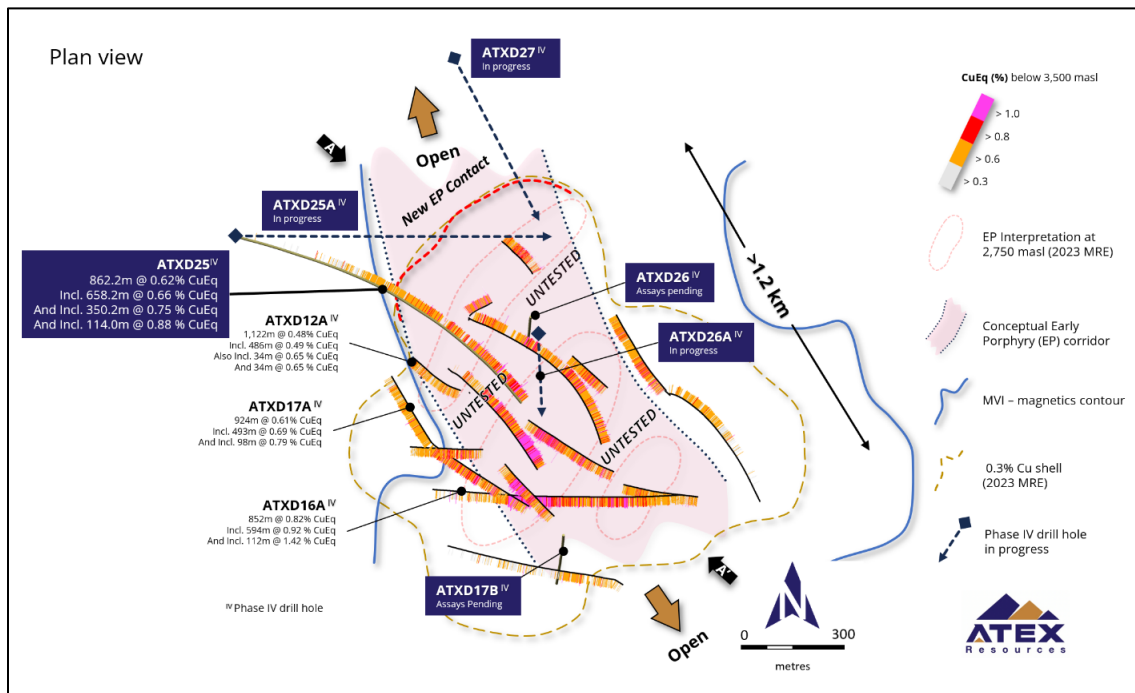 Plan view
ATXD27 IV
In progress
CuEq (%) below 3,500 masl
> 1.0
> 0.8
> 0.6
> 0.3
A
Open
New EP Contact
ATXD25A IV
In progress
>1.2 km
EP Interpretation at
2,750 masl (2023 MRE)
ATXD25 IV
862.2m @ 0.62% CuEq
Incl. 658.2m @ 0.66 % CuEq
And Incl. 350.2m @ 0.75 % CuEq
And Incl. 114.0m @ 0.88 % CuEq
UNTESTED
ATXD26 IV
Assays pending
Conceptual Early
Porphyry (EP) corridor
ATXD12A IV
1,122m @ 0.48% CuEq
Incl. 486m @ 0.49 % CuEq
Also Incl. 34m @ 0.65 % CuEq
And 34m @ 0.65 % CuEq
ATXD26A IV
In progress
UNTESTED
UNTESTED
MVI – magnetics contour
ATXD17A IV
924m @ 0.61% CuEq
Incl. 493m @ 0.69 % CuEq
And Incl. 98m @ 0.79 % CuEq
0.3% Cu shell
(2023 MRE)
ATXD16A IV
852m @ 0.82% CuEq
Incl. 594m @ 0.92 % CuEq
And Incl. 112m @ 1.42 % CuEq
Phase IV drill hole
in progress
A'
ATXD17B IV
Assays Pending
IV Phase IV drill hole
Open
N
0 300
metres
ATEX
Resources